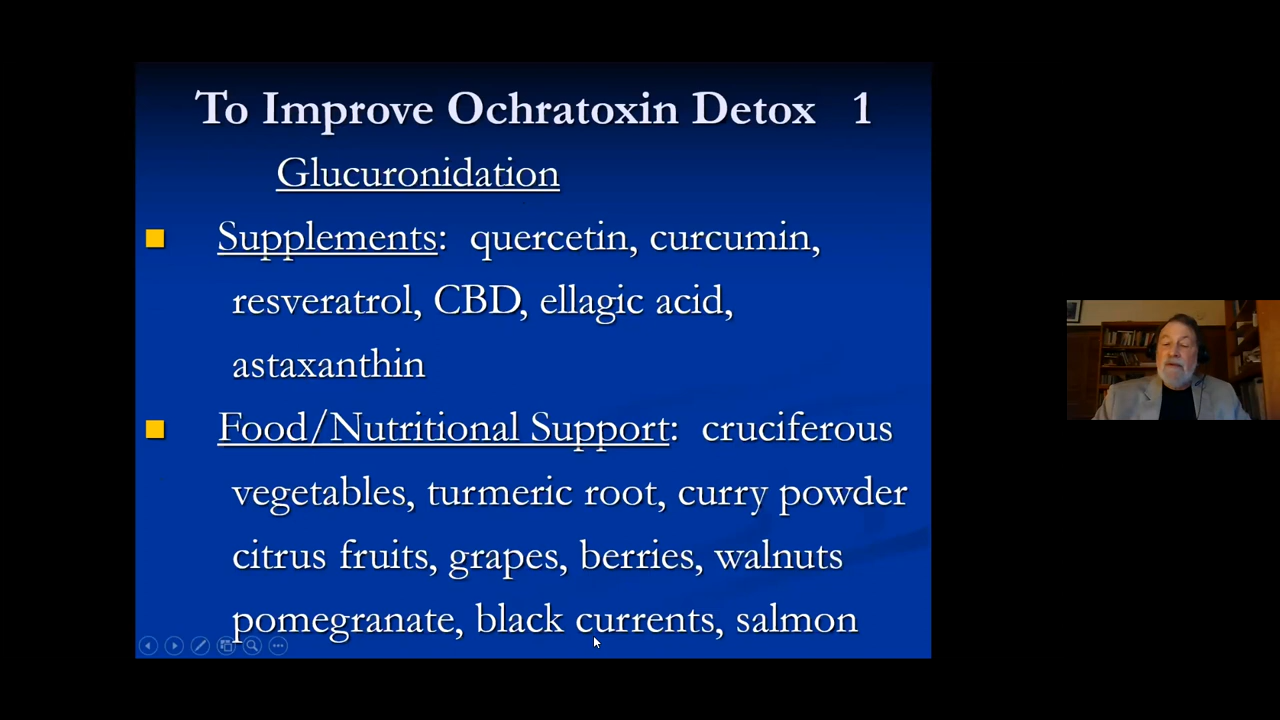 To Improve Ochratoxin Detox 1
Glucuronidation
Supplements: quercetin, curcumin,
resveratrol, CBD, ellagic acid,
astaxanthin
Food/Nutritional Support: cruciferous
vegetables, turmeric root, curry powder
citrus fruits, grapes, berries, walnuts
pomegranate, black currents, salmon